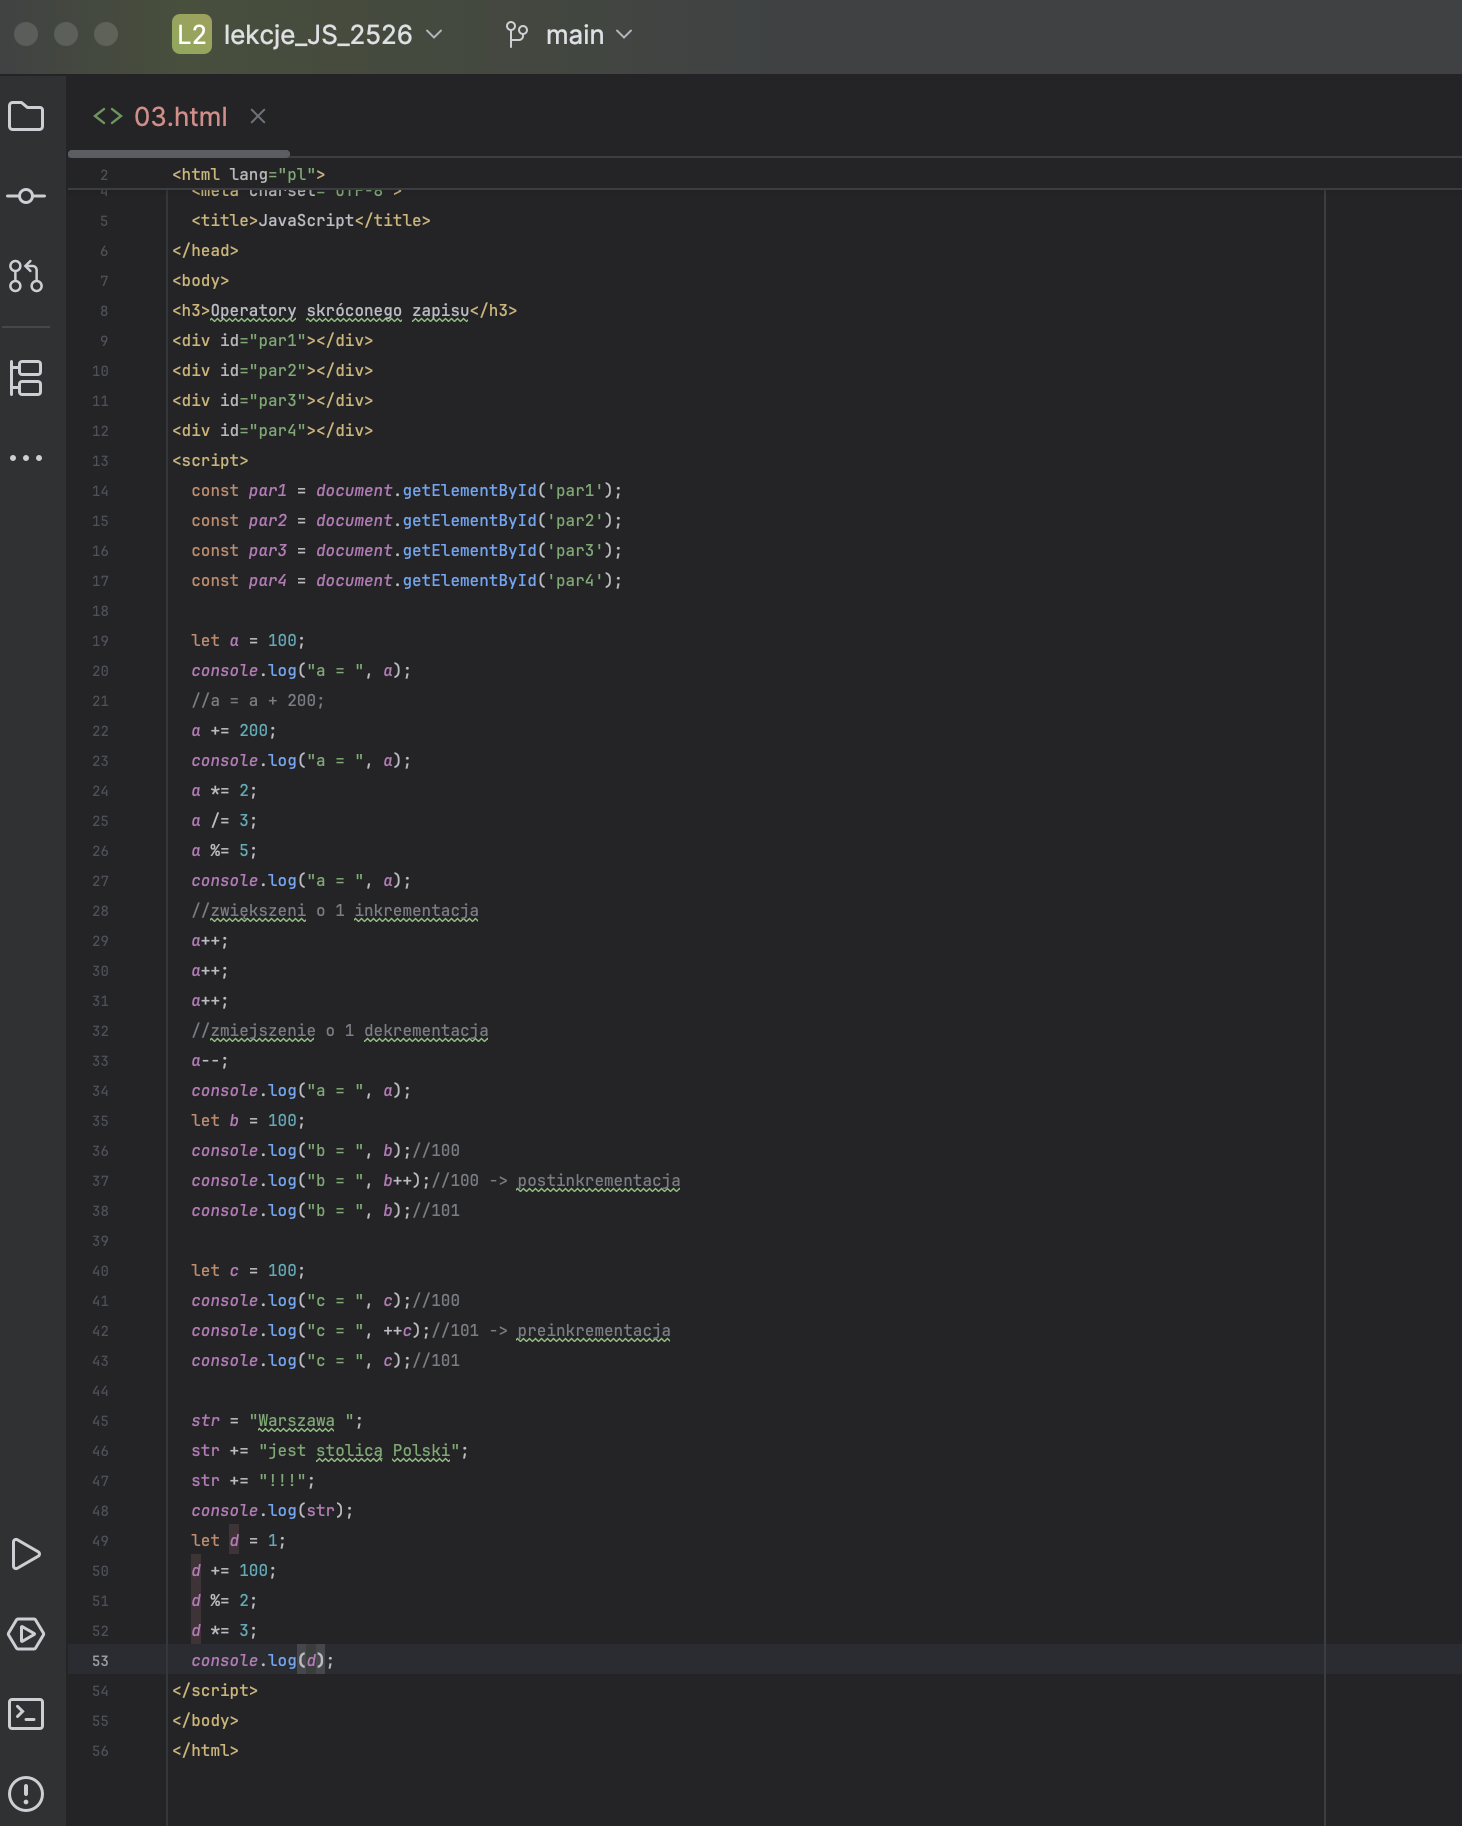 L2 lekcje_JS_2526 main
03.html
2 <html lang="pl">
4 <meta charset="UTF-8">
5 <title>JavaScript</title>
6 </head>
7 <body>
8 <h3>Operatory skróconego zapisu</h3>
9 <div id="par1"></div>
10 <div id="par2"></div>
11 <div id="par3"></div>
12 <div id="par4"></div>
13 <script>
14 const par1 = document.getElementById('par1');
15 const par2 = document.getElementById('par2');
16 const par3 = document.getElementById('par3');
17 const par4 = document.getElementById('par4');
18
19 let a = 100;
20 console.log("a = ", a);
21 //a = a + 200;
22 a += 200;
23 console.log("a = ", a);
24 a *= 2;
25 a /= 3;
26 a %= 5;
27 console.log("a = ", a);
28 //zwiększeni o 1 inkrementacja
29 a++;
30 a++;
31 a++;
32 //zmiejszenie o 1 dekrementacja
33 a--;
34 console.log("a = ", a);
35 let b = 100;
36 console.log("b = ", b);//100
37 console.log("b = ", b++);//100 -> postinkrementacja
38 console.log("b = ", b);//101
39
40 let c = 100;
41 console.log("c = ", c);//100
42 console.log("c = ", ++c);//101 -> preinkrementacja
43 console.log("c = ", c);//101
44
45 str = "Warszawa ";
46 str += "jest stolicą Polski";
47 str += "!!!";
48 console.log(str);
49 let d = 1;
50 d += 100;
51 d %= 2;
52 d *= 3;
53 console.log(d);
54 </script>
55 </body>
56 </html>